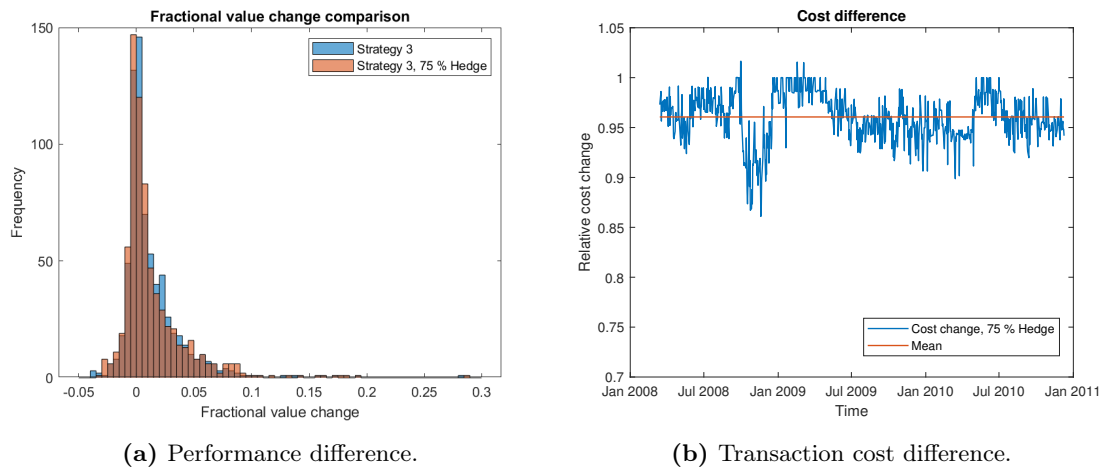 Fractional value change comparison
150
100
50
0
Frequency
Strategy 3
Strategy 3, 75 % Hedge
-0.05
0
0.05
0.1
0.15
0.2
0.25
0.3
Fractional value change
(a) Performance difference.
Cost difference
1.05
1
0.95
0.9
0.85
0.8
0.75
0.7
Relative cost change
Cost change, 75 % Hedge
Mean
Jan 2008
Jul 2008
Jan 2009
Jul 2009
Jan 2010
Jul 2010
Jan 2011
Time
(b) Transaction cost difference.